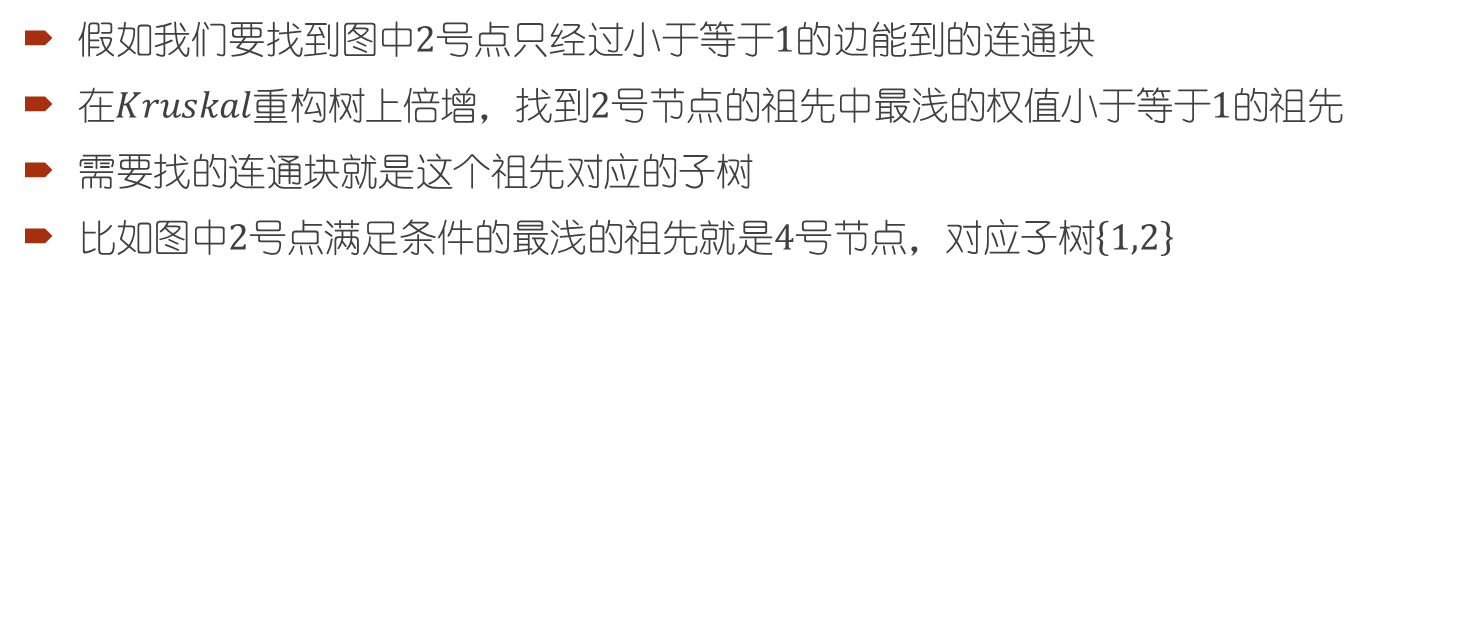 假如我们要找到图中2号点只经过小于等于1的边能到的连通块
在Kruskal重构树上倍增，找到2号节点的祖先中最浅的权值小于等于1的祖先
需要找的连通块就是这个祖先对应的子树
比如图中2号点满足条件的最浅的祖先就是4号节点，对应子树{1,2}